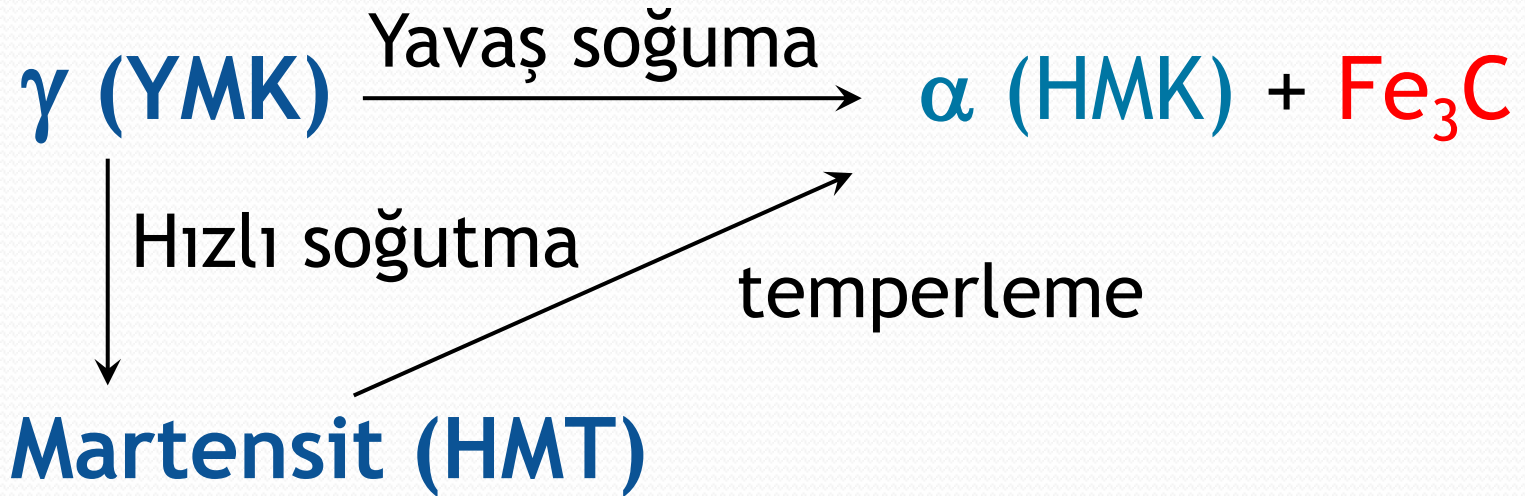 Yavaş soğuma
γ (YMK) α (HMK) + Fe₃C
Hızlı soğutma
temperleme
Martensit (HMT)